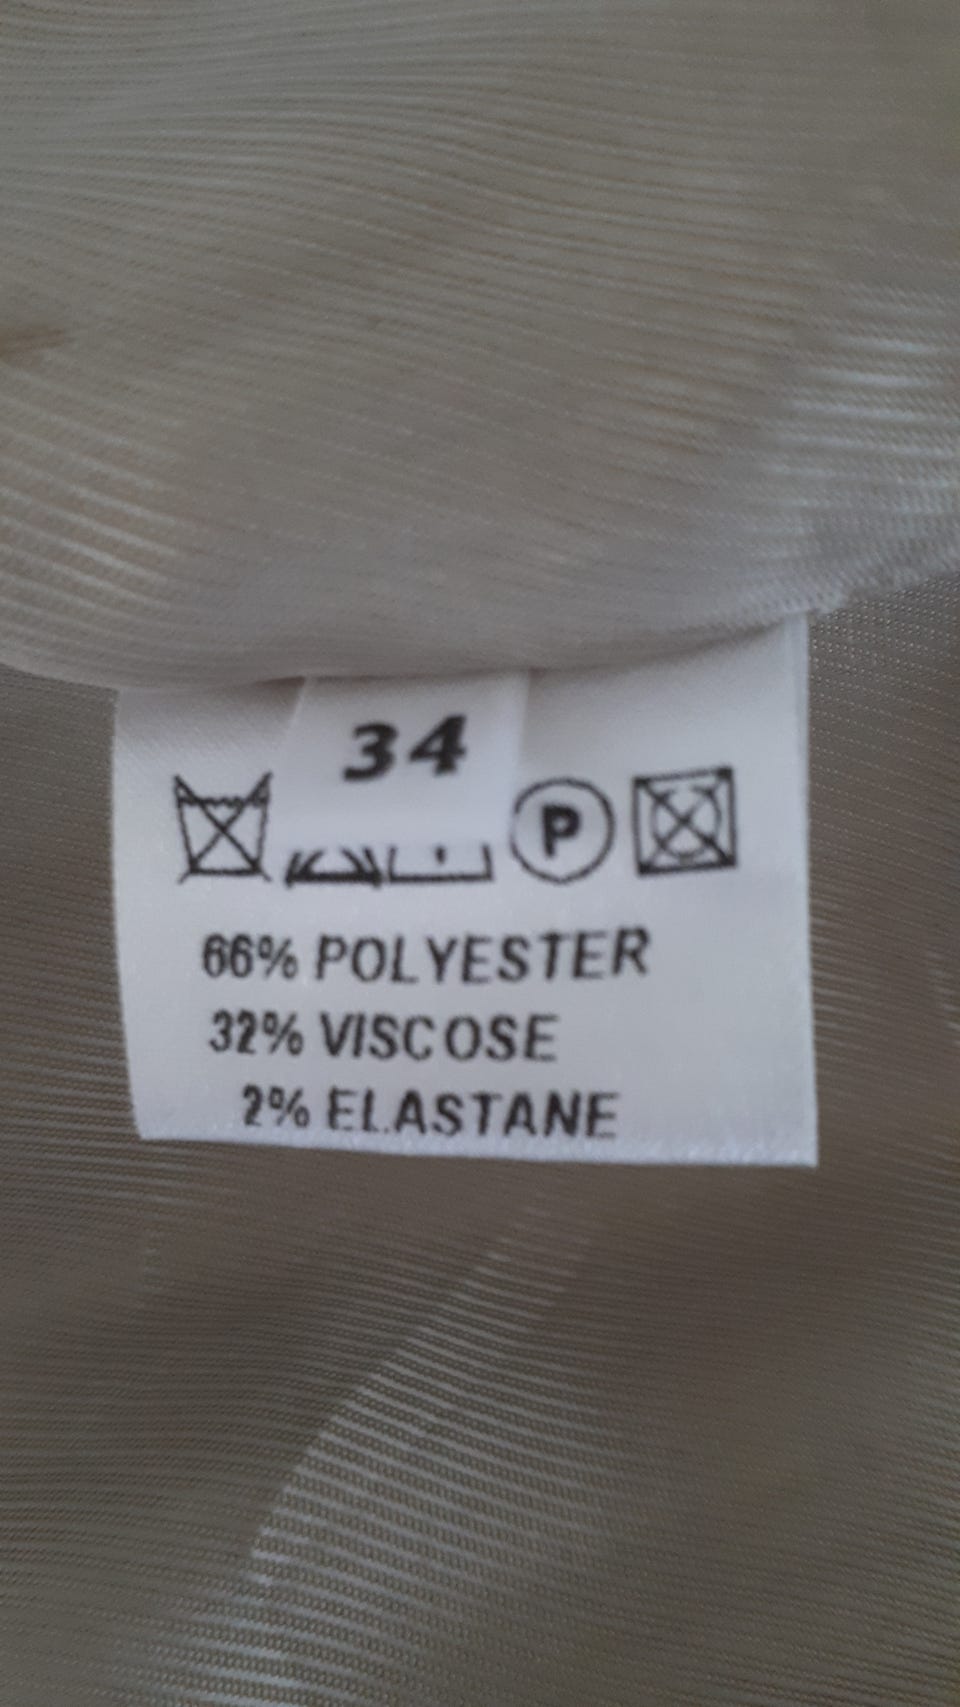 34
P
66% POLYESTER
32% VISCOSE
2% ELASTANE